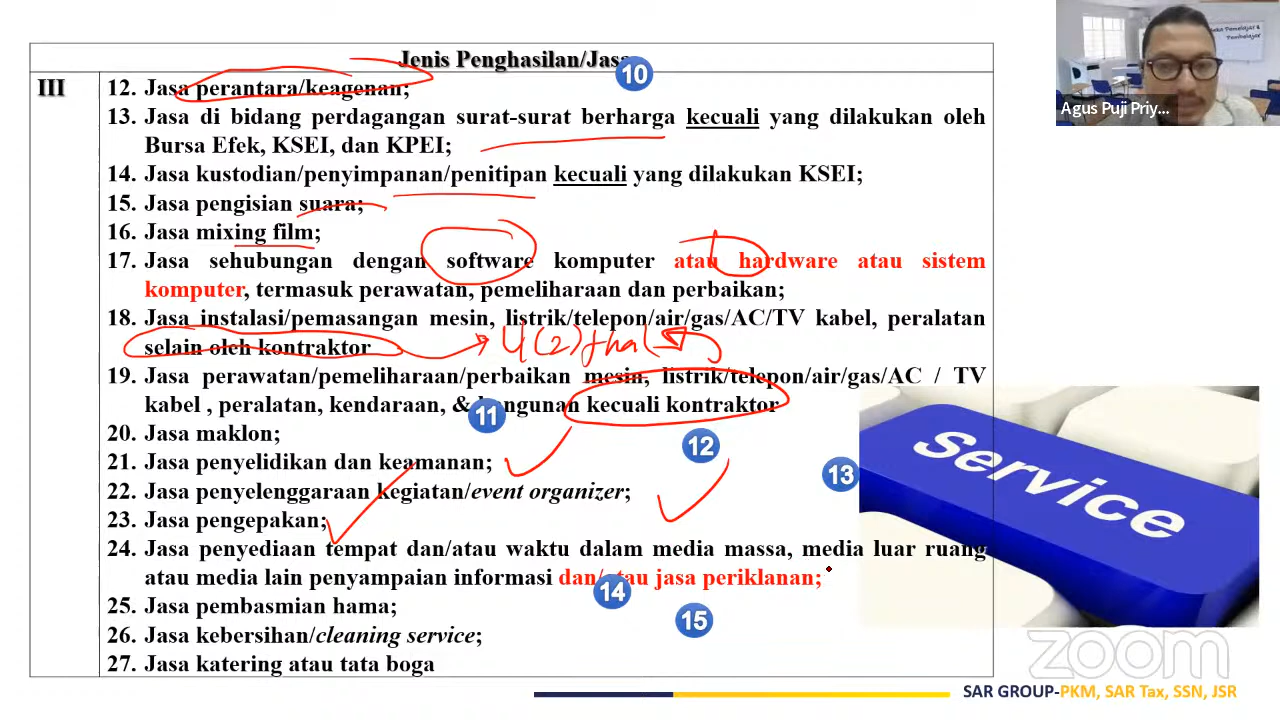 Jenis Penghasilan/Jasa
10
III
12. Jasa perantara/keagenan;
13. Jasa di bidang perdagangan surat-surat berharga kecuali yang dilakukan oleh
Bursa Efek, KSEI, dan KPEI;
14. Jasa kustodian/penyimpanan/penitipan kecuali yang dilakukan KSEI;
15. Jasa pengisian suara;
16. Jasa mixing film;
17. Jasa sehubungan dengan software komputer atau hardware atau sistem
komputer, termasuk perawatan, pemeliharaan dan perbaikan;
18. Jasa instalasi/pemasangan mesin, listrik/telepon/air/gas/AC/TV kabel, peralatan
selain oleh kontraktor
4(2) final
19. Jasa perawatan/pemeliharaan/perbaikan mesin, listrik/telepon/air/gas/AC / TV
kabel , peralatan, kendaraan, & bangunan kecuali kontraktor
11
20. Jasa maklon;
12
21. Jasa penyelidikan dan keamanan;
13
22. Jasa penyelenggaraan kegiatan/event organizer;
23. Jasa pengepakan;
24. Jasa penyediaan tempat dan/atau waktu dalam media massa, media luar ruang
atau media lain penyampaian informasi dan/atau jasa periklanan;
14
25. Jasa pembasmian hama;
15
26. Jasa kebersihan/cleaning service;
27. Jasa katering atau tata boga
Service
Agus Puji Priy...
zoom
SAR GROUP-PKM, SAR Tax, SSN, JSR